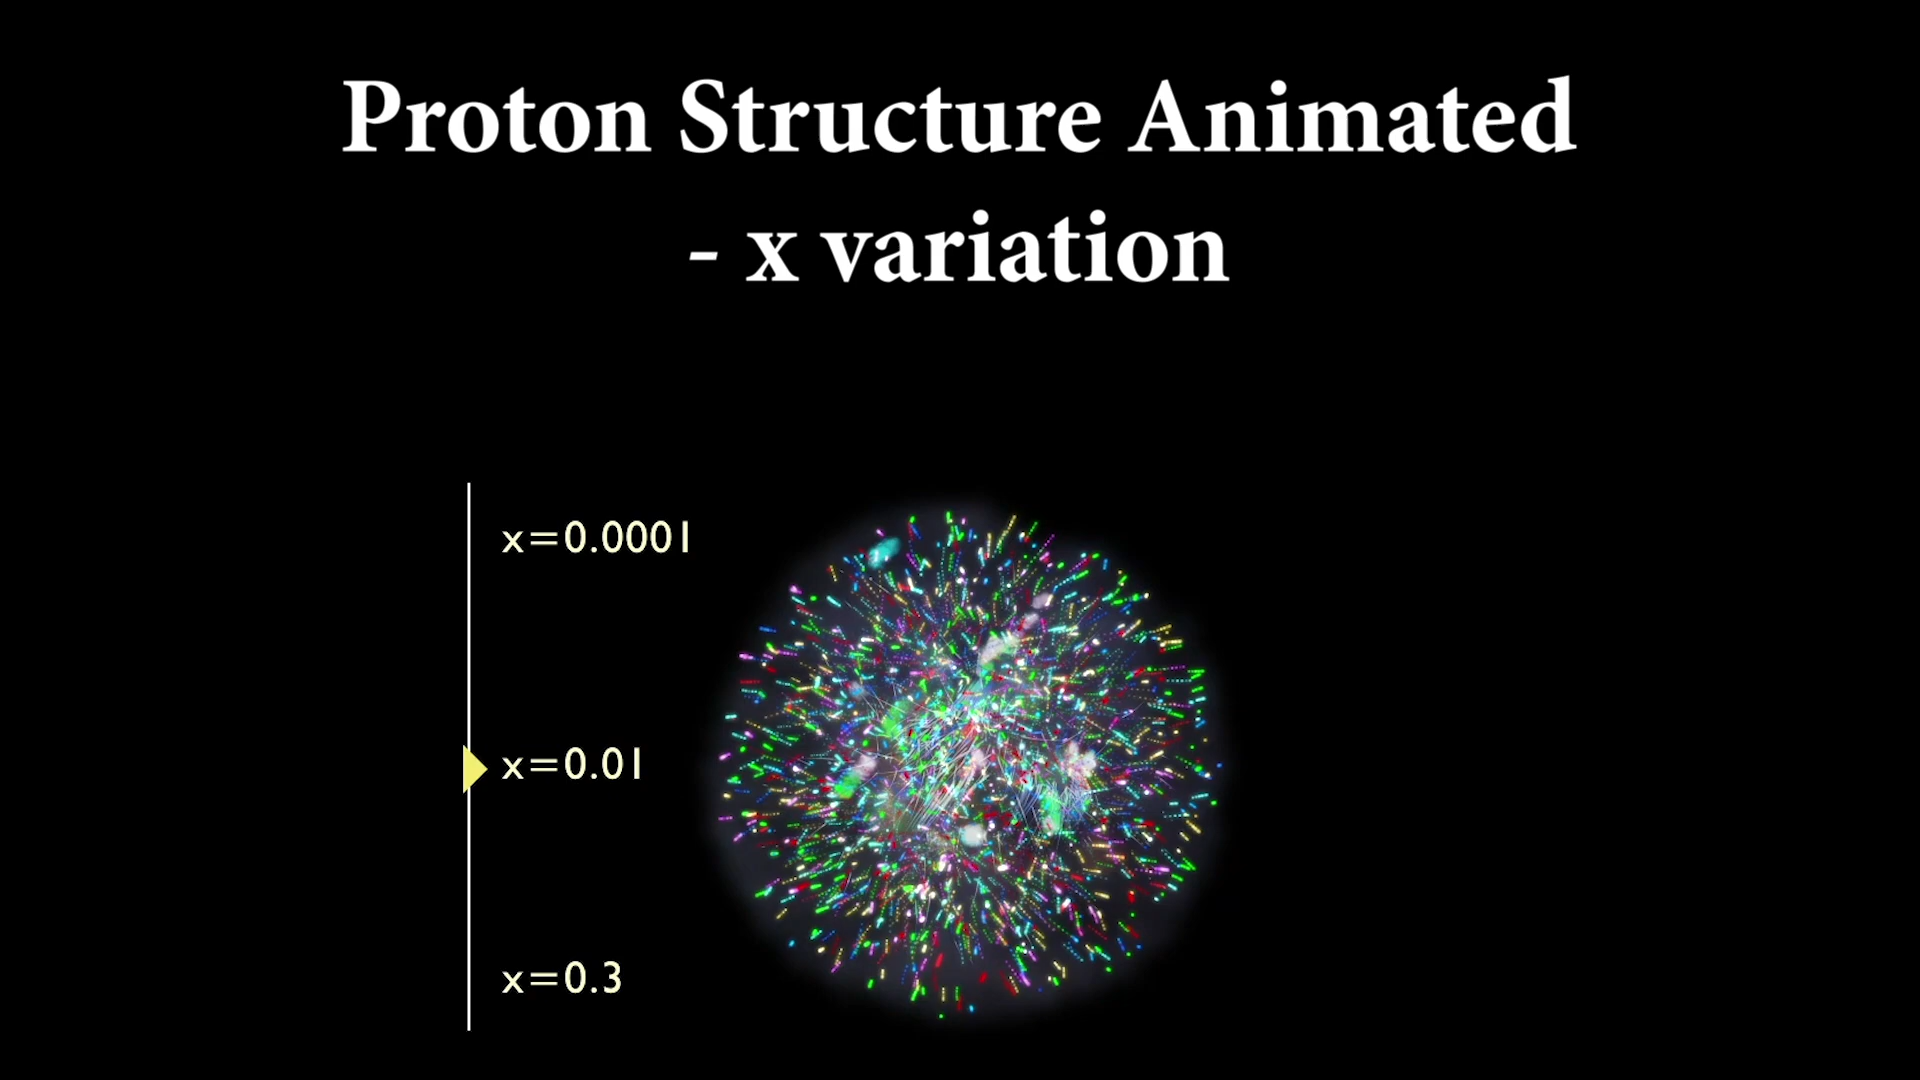 Proton Structure Animated
- x variation
x=0.0001
x=0.01
x=0.3